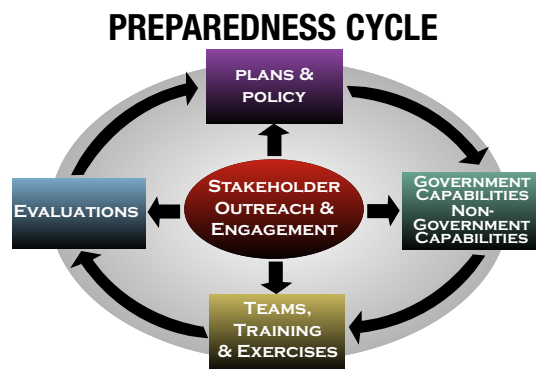 PREPAREDNESS CYCLE
PLANS &
POLICY
STAKEHOLDER
OUTREACH &
ENGAGEMENT
GOVERNMENT
CAPABILITIES
NON-
GOVERNMENT
CAPABILITIES
EVALUATIONS
TEAMS,
TRAINING
& EXERCISES